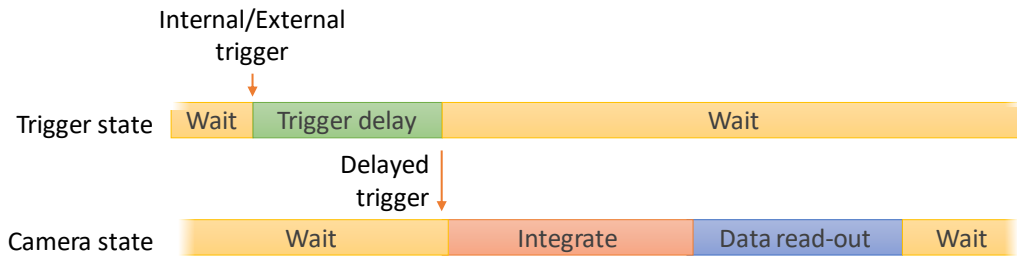 Internal/External
trigger
Trigger state
Wait
Trigger delay
Wait
Delayed
trigger
Camera state
Wait
Integrate
Data read-out
Wait